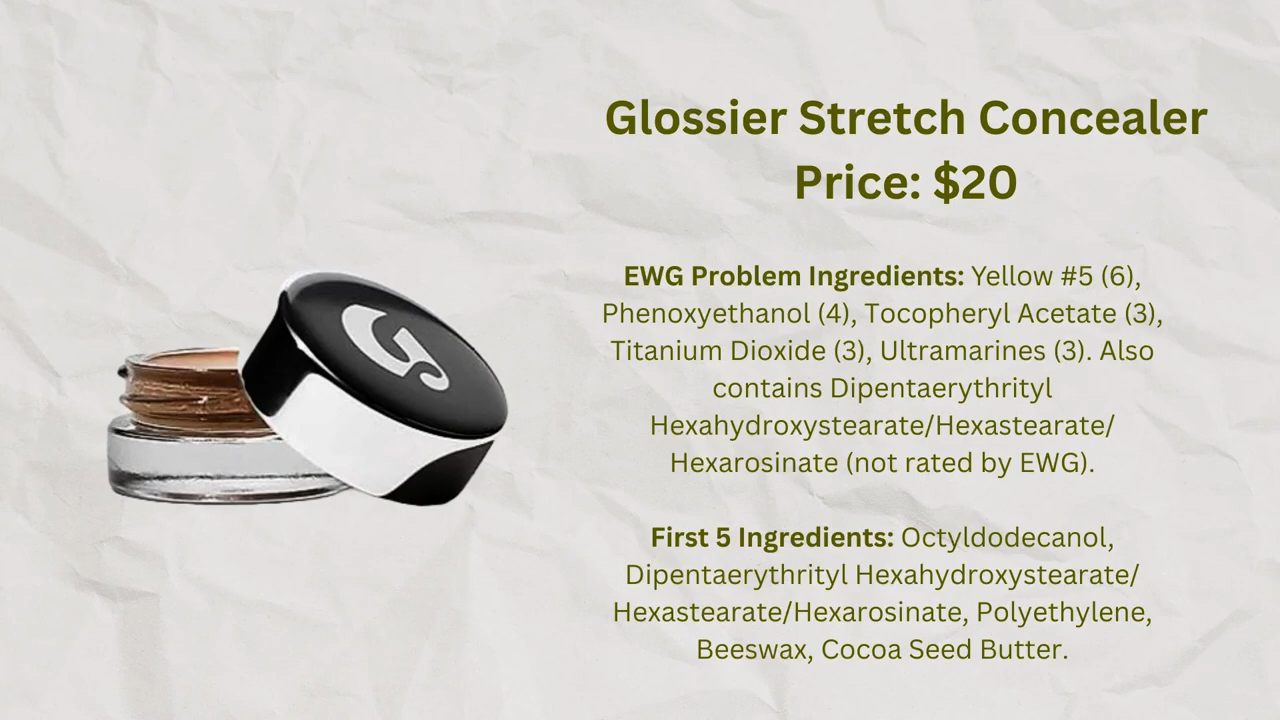 Glossier Stretch Concealer
Price: $20
EWG Problem Ingredients: Yellow #5 (6),
Phenoxyethanol (4), Tocopheryl Acetate (3),
Titanium Dioxide (3), Ultramarines (3). Also
contains Dipentaerythrityl
Hexahydroxystearate/Hexastearate/
Hexarosinate (not rated by EWG).
First 5 Ingredients: Octyldodecanol,
Dipentaerythrityl Hexahydroxystearate/
Hexastearate/Hexarosinate, Polyethylene,
Beeswax, Cocoa Seed Butter.
G